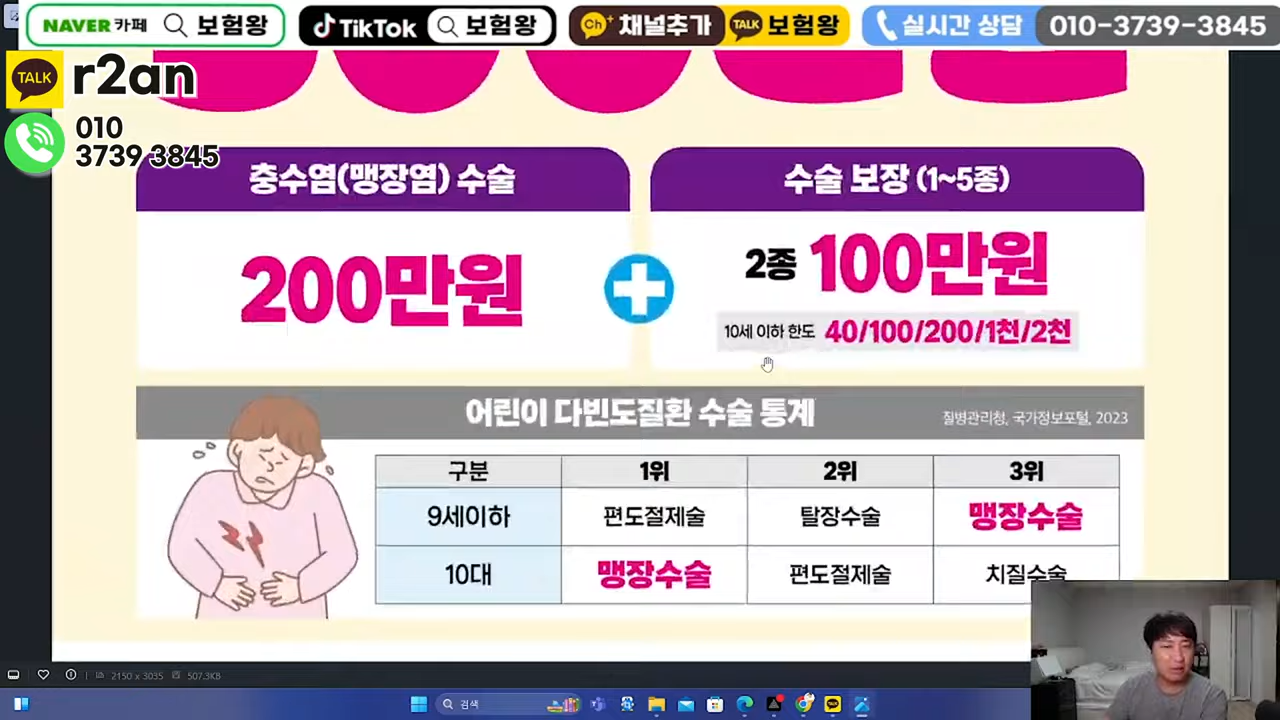 NAVER 카페 보험왕
TikTok 보험왕
Ch+ 채널추가 TALK 보험왕
실시간 상담 010-3739-3845
TALK r2an
010
3739 3845
충수염(맹장염) 수술
200만원
수술 보장 (1~5종)
2종 100만원
10세 이하 한도 40/100/200/1천/2천
어린이 다빈도질환 수술 통계
질병관리청, 국가정보포털, 2023
구분 1위 2위 3위
9세이하 편도절제술 탈장수술 맹장수술
10대 맹장수술 편도절제술 치질수술
2150 x 3035 507.3KB
검색